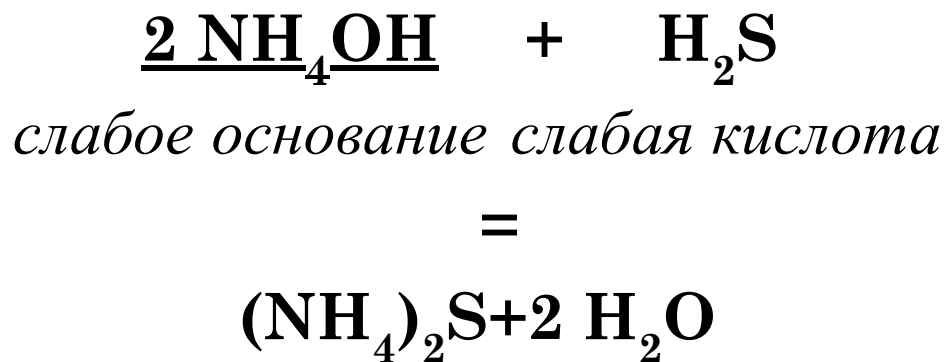 2 NH₄OH + H₂S
слабое основание слабая кислота
=
(NH₄)₂S+2 H₂O